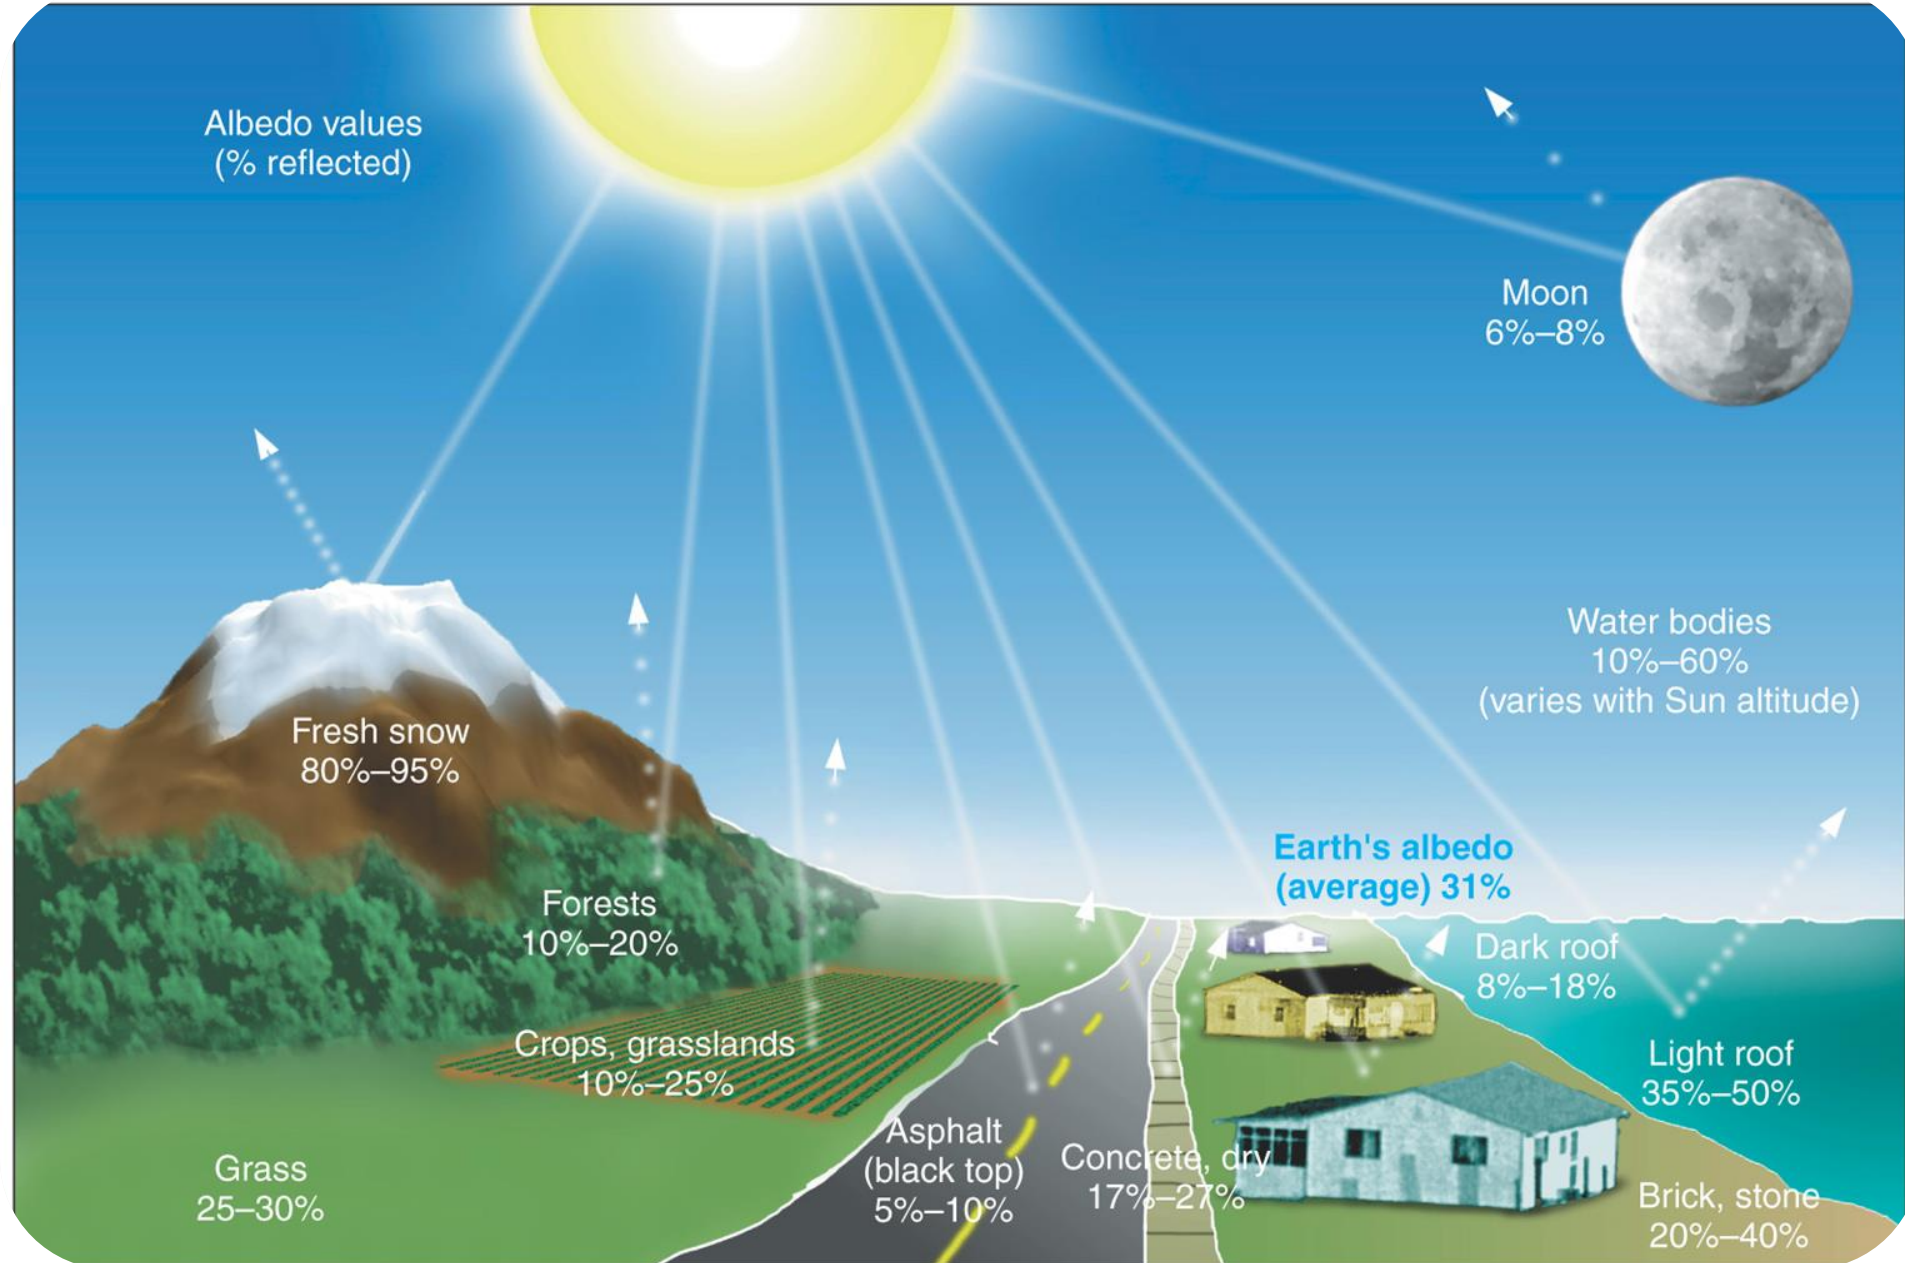 Albedo values
(% reflected)
Moon
6%–8%
Water bodies
10%–60%
(varies with Sun altitude)
Fresh snow
80%–95%
Earth's albedo
(average) 31%
Forests
10%–20%
Dark roof
8%–18%
Crops, grasslands
10%–25%
Light roof
35%–50%
Asphalt
(black top)
5%–10%
Concrete, dry
17%–27%
Grass
25–30%
Brick, stone
20%–40%